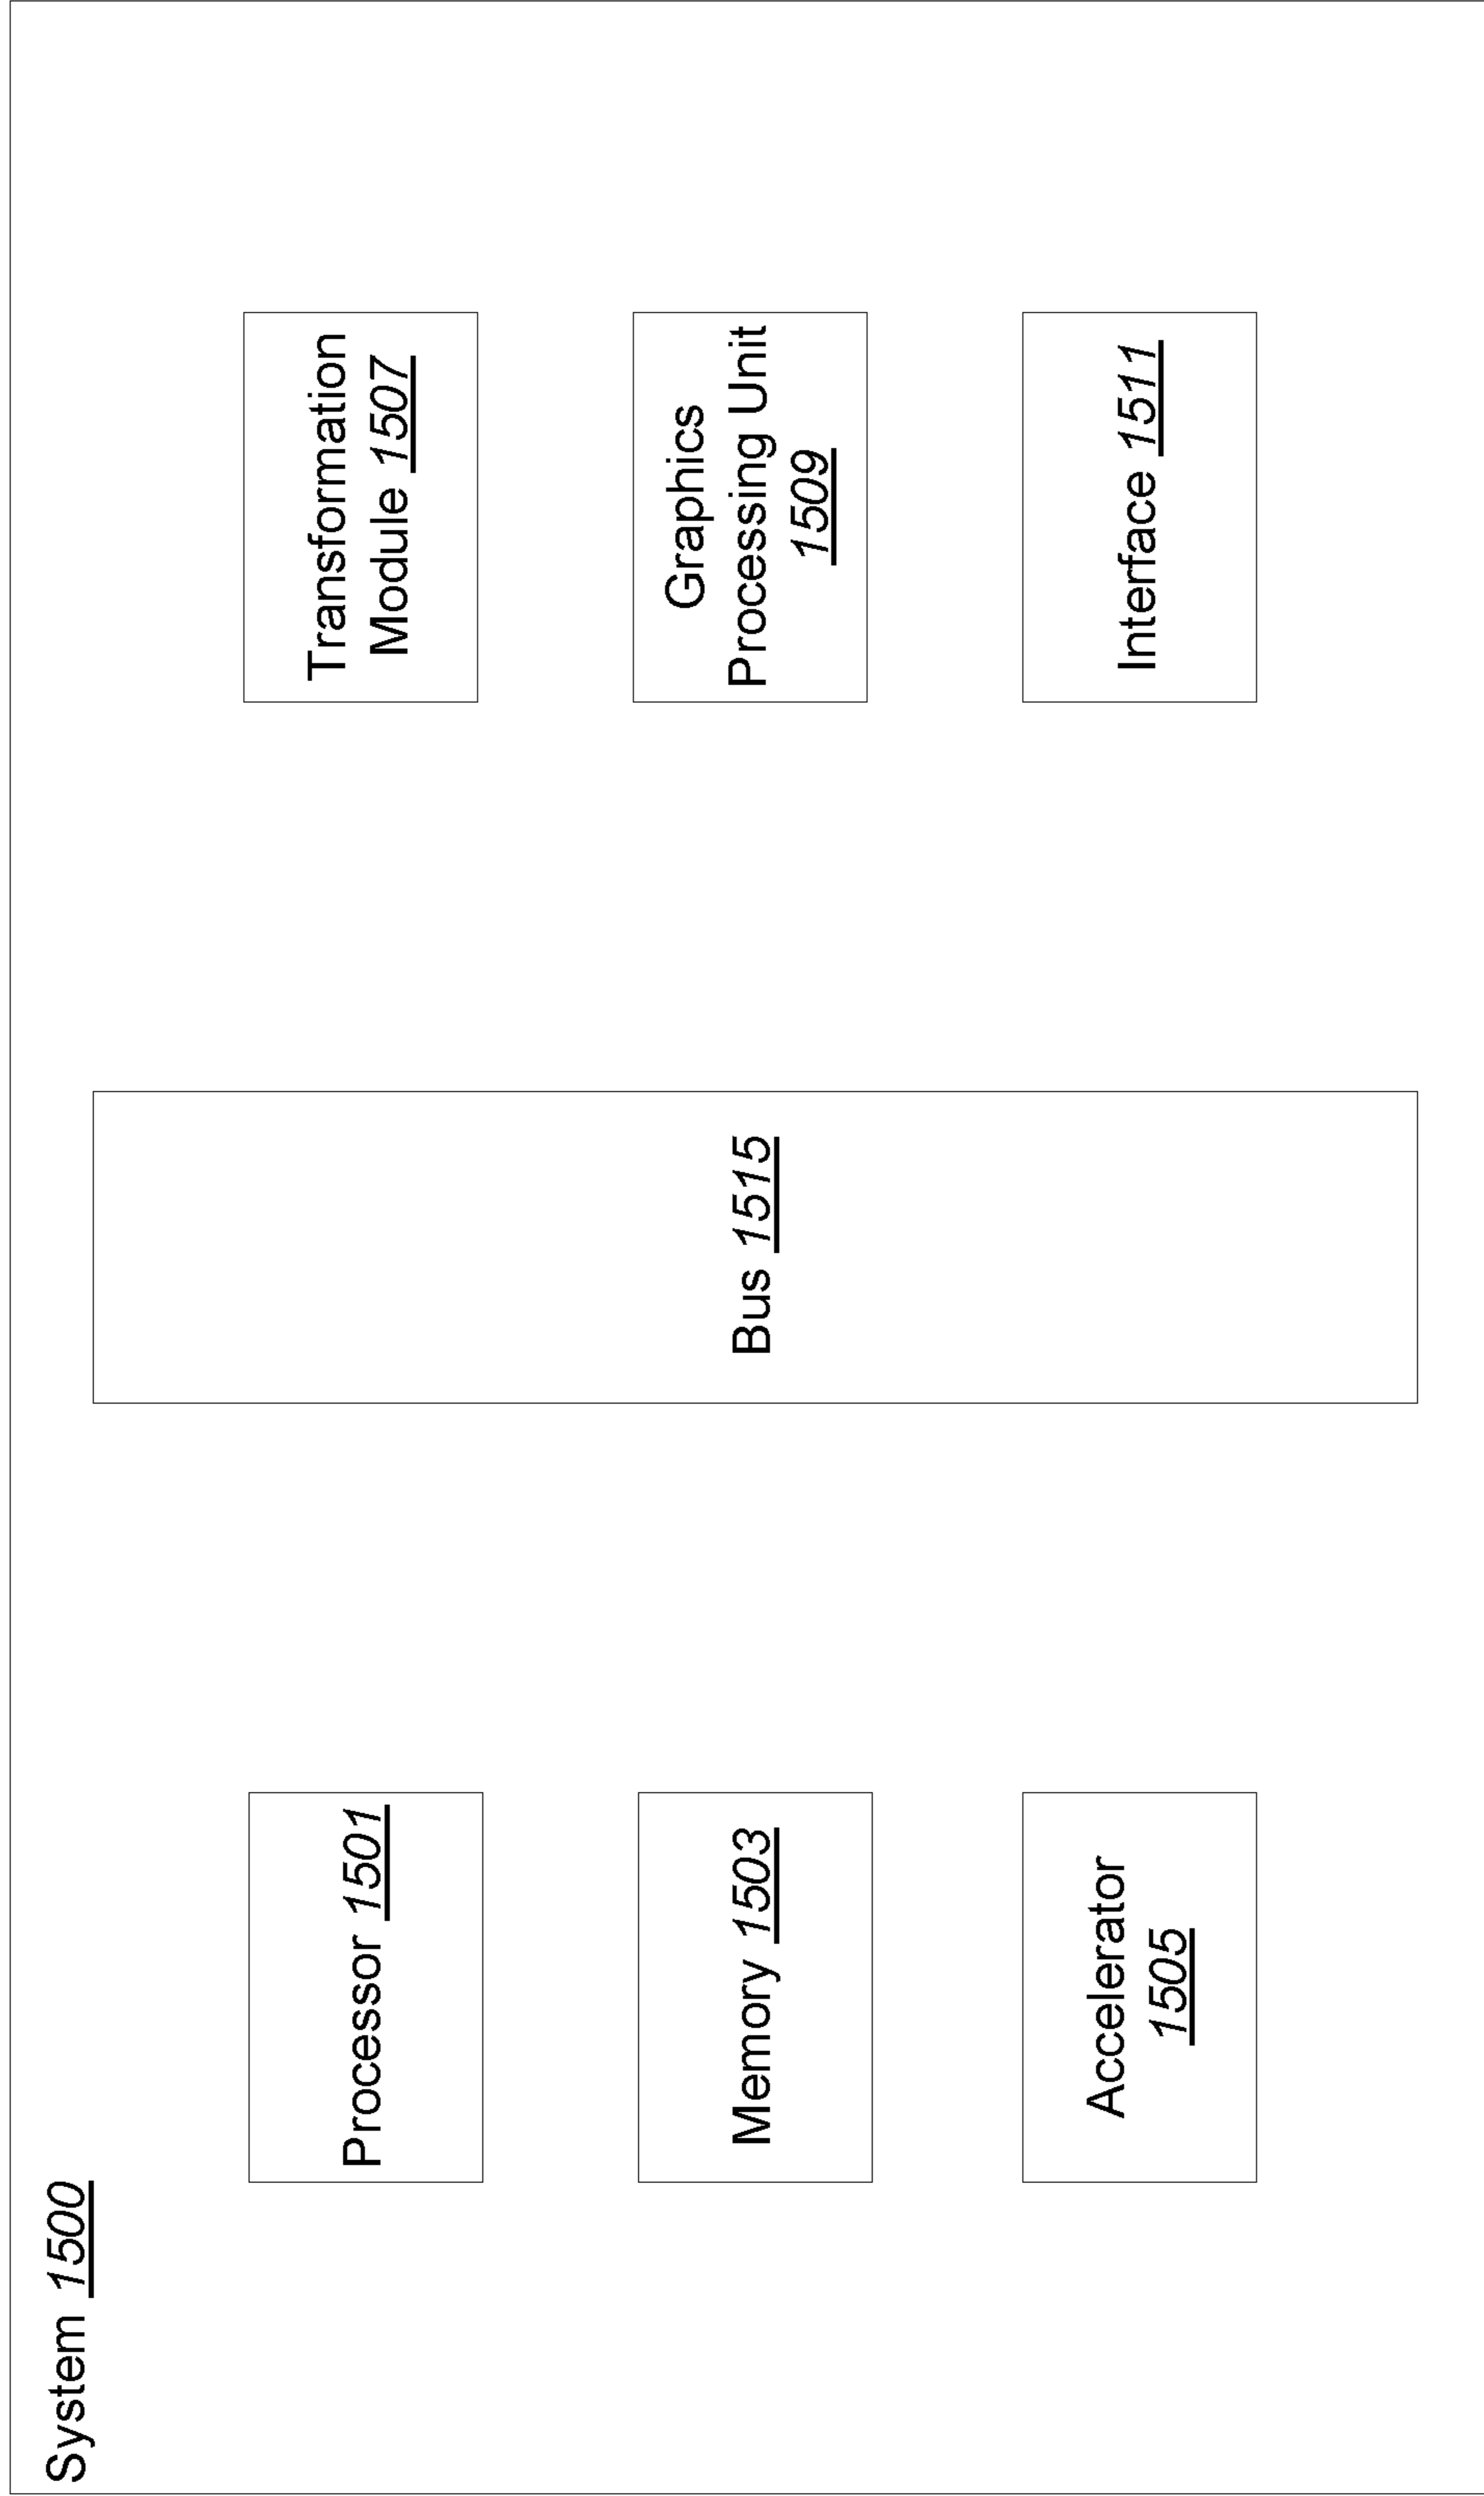 System 1500
Processor 1501
Memory 1503
Accelerator
1505
Bus 1515
Transformation
Module 1507
Graphics
Processing Unit
1509
Interface 1511